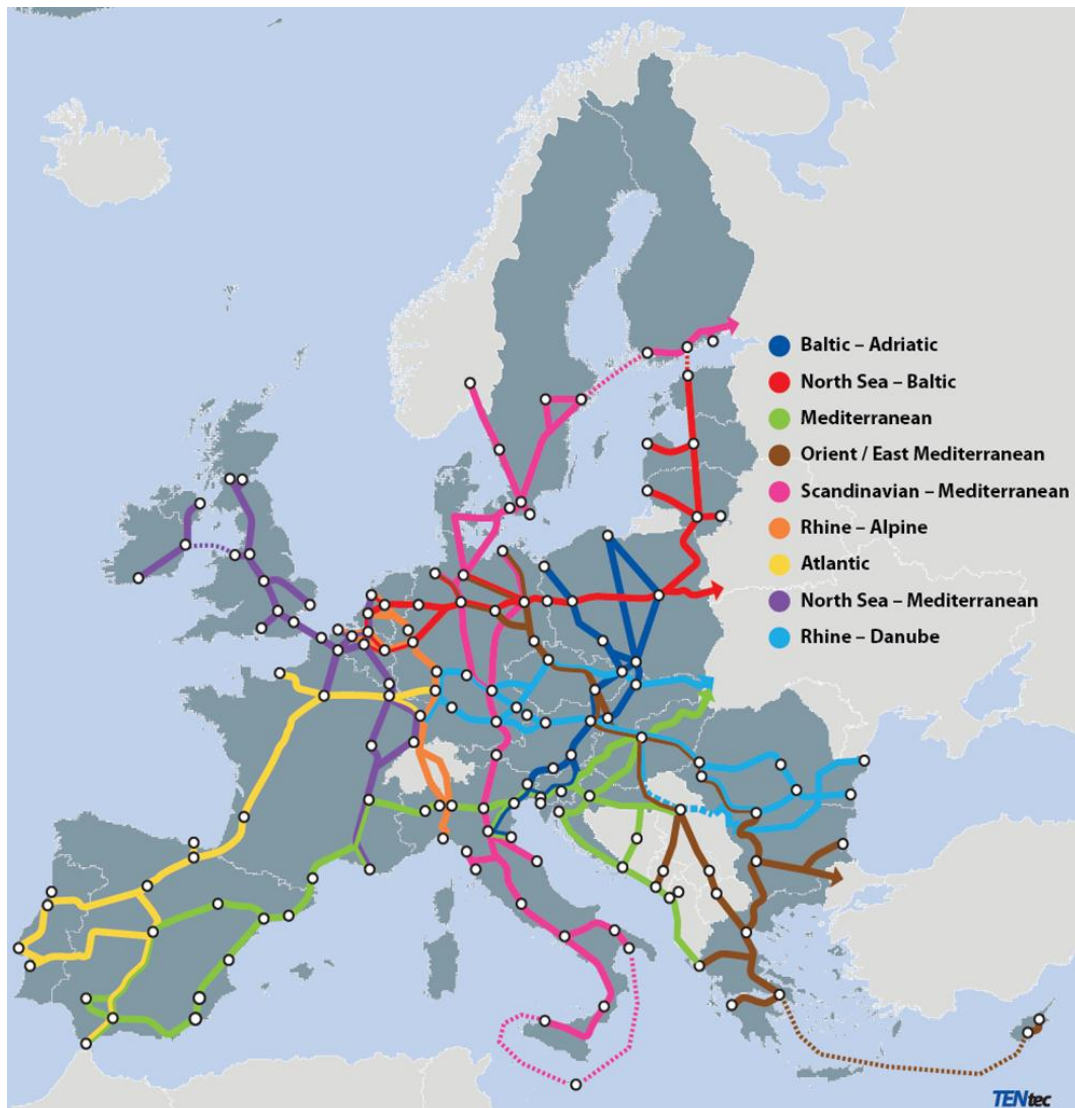 Baltic – Adriatic
North Sea – Baltic
Mediterranean
Orient / East Mediterranean
Scandinavian – Mediterranean
Rhine – Alpine
Atlantic
North Sea – Mediterranean
Rhine – Danube
TENtec